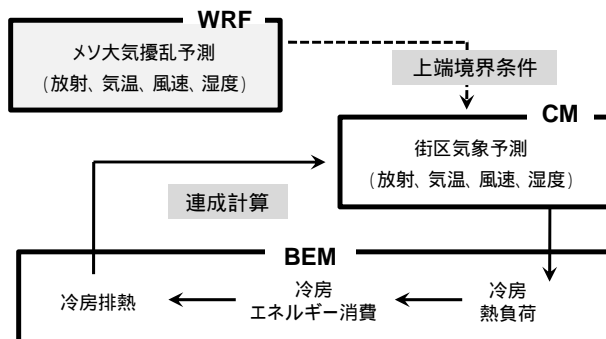 WRF
メソ大気擾乱予測
(放射、気温、風速、湿度)
上端境界条件
CM
街区気象予測
(放射、気温、風速、湿度)
連成計算
BEM
冷房排熱
冷房
エネルギー消費
冷房
熱負荷